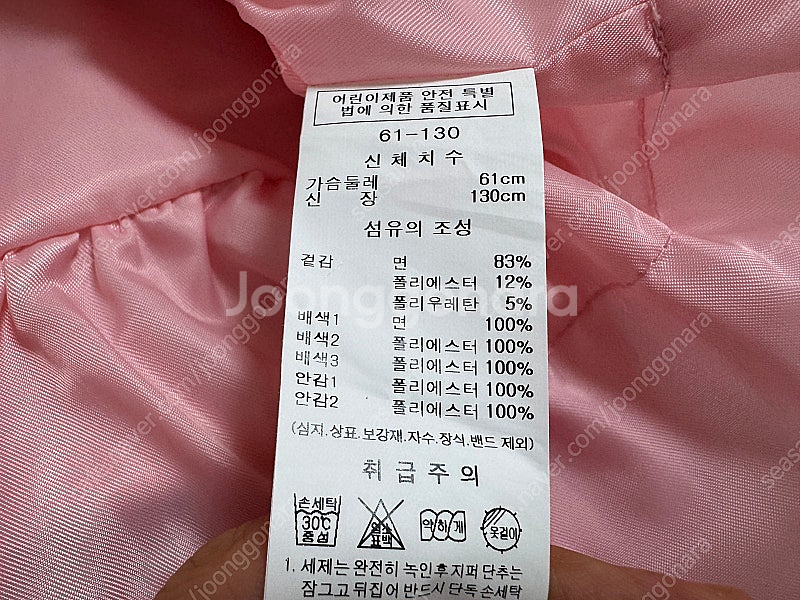 어린이제품 안전 특별
법에 의한 품질표시
61-130
신체치수
가슴둘레 61cm
신 장 130cm
섬유의 조성
겉감 면 83%
폴리에스터 12%
폴리우레탄 5%
배색1 면 100%
배색2 폴리에스터 100%
배색3 폴리에스터 100%
안감1 폴리에스터 100%
안감2 폴리에스터 100%
(심지.상표.보강재.자수.장식.밴드 제외)
취급주의
손세탁
30℃
중성
염소
표백
약하게
옷걸이
1. 세제는 완전히 녹인후 지퍼 단추는
잠그고 뒤집어 반드시 단독 손세탁
Joonggonara